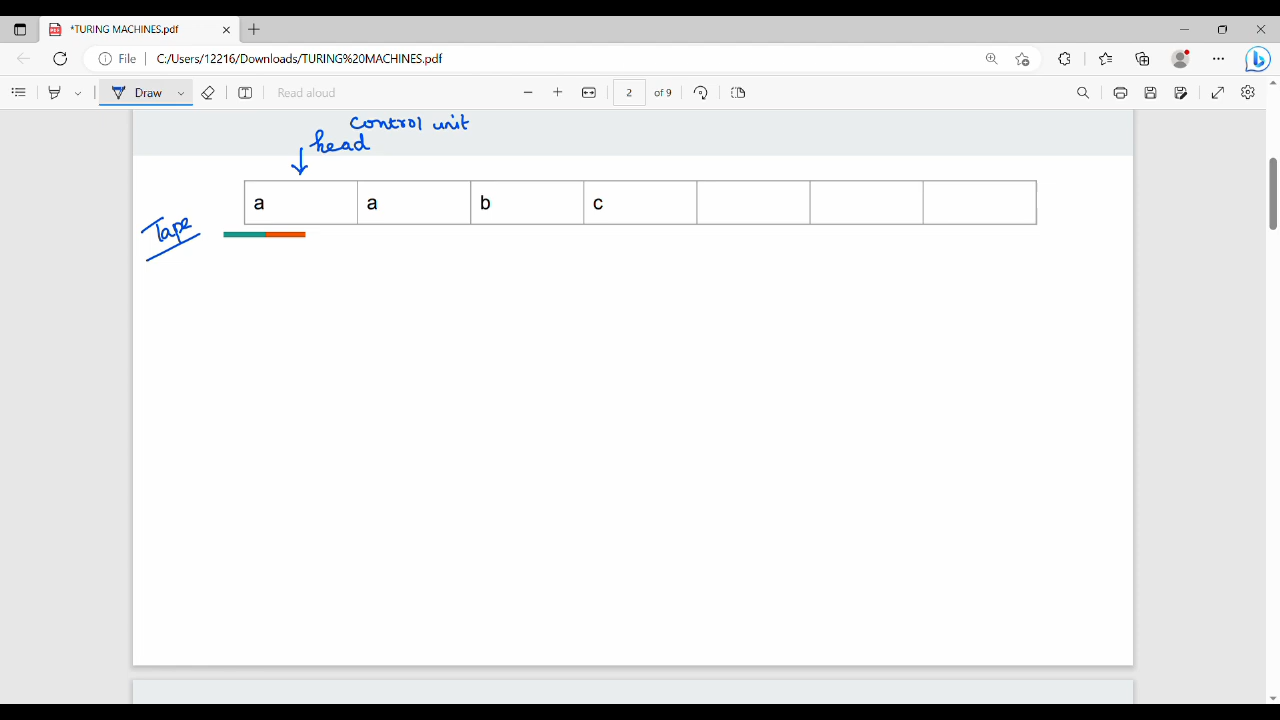 *TURING MACHINES.pdf
File C:/Users/12216/Downloads/TURING%20MACHINES.pdf
Draw Read aloud 2 of 9
control unit
head
a a b c
Tape